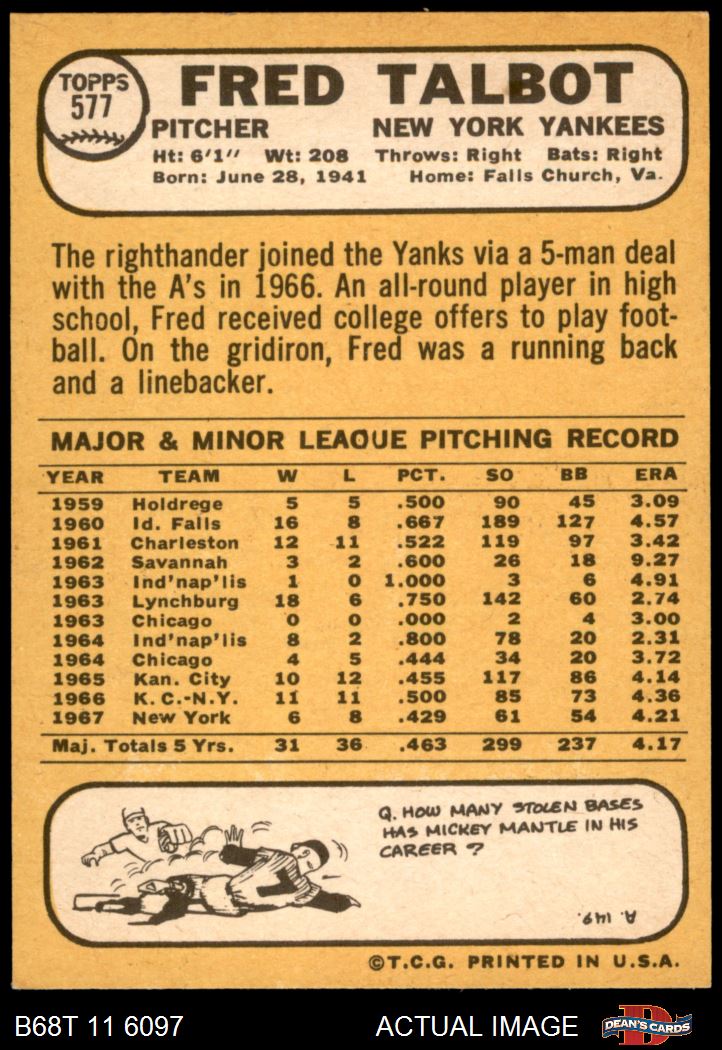 TOPPS
577
FRED TALBOT
PITCHER NEW YORK YANKEES
Ht: 6'1" Wt: 208 Throws: Right Bats: Right
Born: June 28, 1941 Home: Falls Church, Va.
The righthander joined the Yanks via a 5-man deal
with the A's in 1966. An all-round player in high
school, Fred received college offers to play foot-
ball. On the gridiron, Fred was a running back
and a linebacker.
MAJOR & MINOR LEAGUE PITCHING RECORD
YEAR TEAM W L PCT. SO BB ERA
1959 Holdrege 5 5 .500 90 45 3.09
1960 Id. Falls 16 8 .667 189 127 4.57
1961 Charleston 12 11 .522 119 97 3.42
1962 Savannah 3 2 .600 26 18 9.27
1963 Ind'nap'lis 1 0 1.000 3 6 4.91
1963 Lynchburg 18 6 .750 142 60 2.74
1963 Chicago 0 0 .000 2 4 3.00
1964 Ind'nap'lis 8 2 .800 78 20 2.31
1964 Chicago 4 5 .444 34 20 3.72
1965 Kan. City 10 12 .455 117 86 4.14
1966 K.C.-N.Y. 11 11 .500 85 73 4.36
1967 New York 6 8 .429 61 54 4.21
Maj. Totals 5 Yrs. 31 36 .463 299 237 4.17
Q. HOW MANY STOLEN BASES
HAS MICKEY MANTLE IN HIS
CAREER ?
A. 149.
©T.C.G. PRINTED IN U.S.A.
B68T 11 6097 ACTUAL IMAGE D DEAN'S CARDS